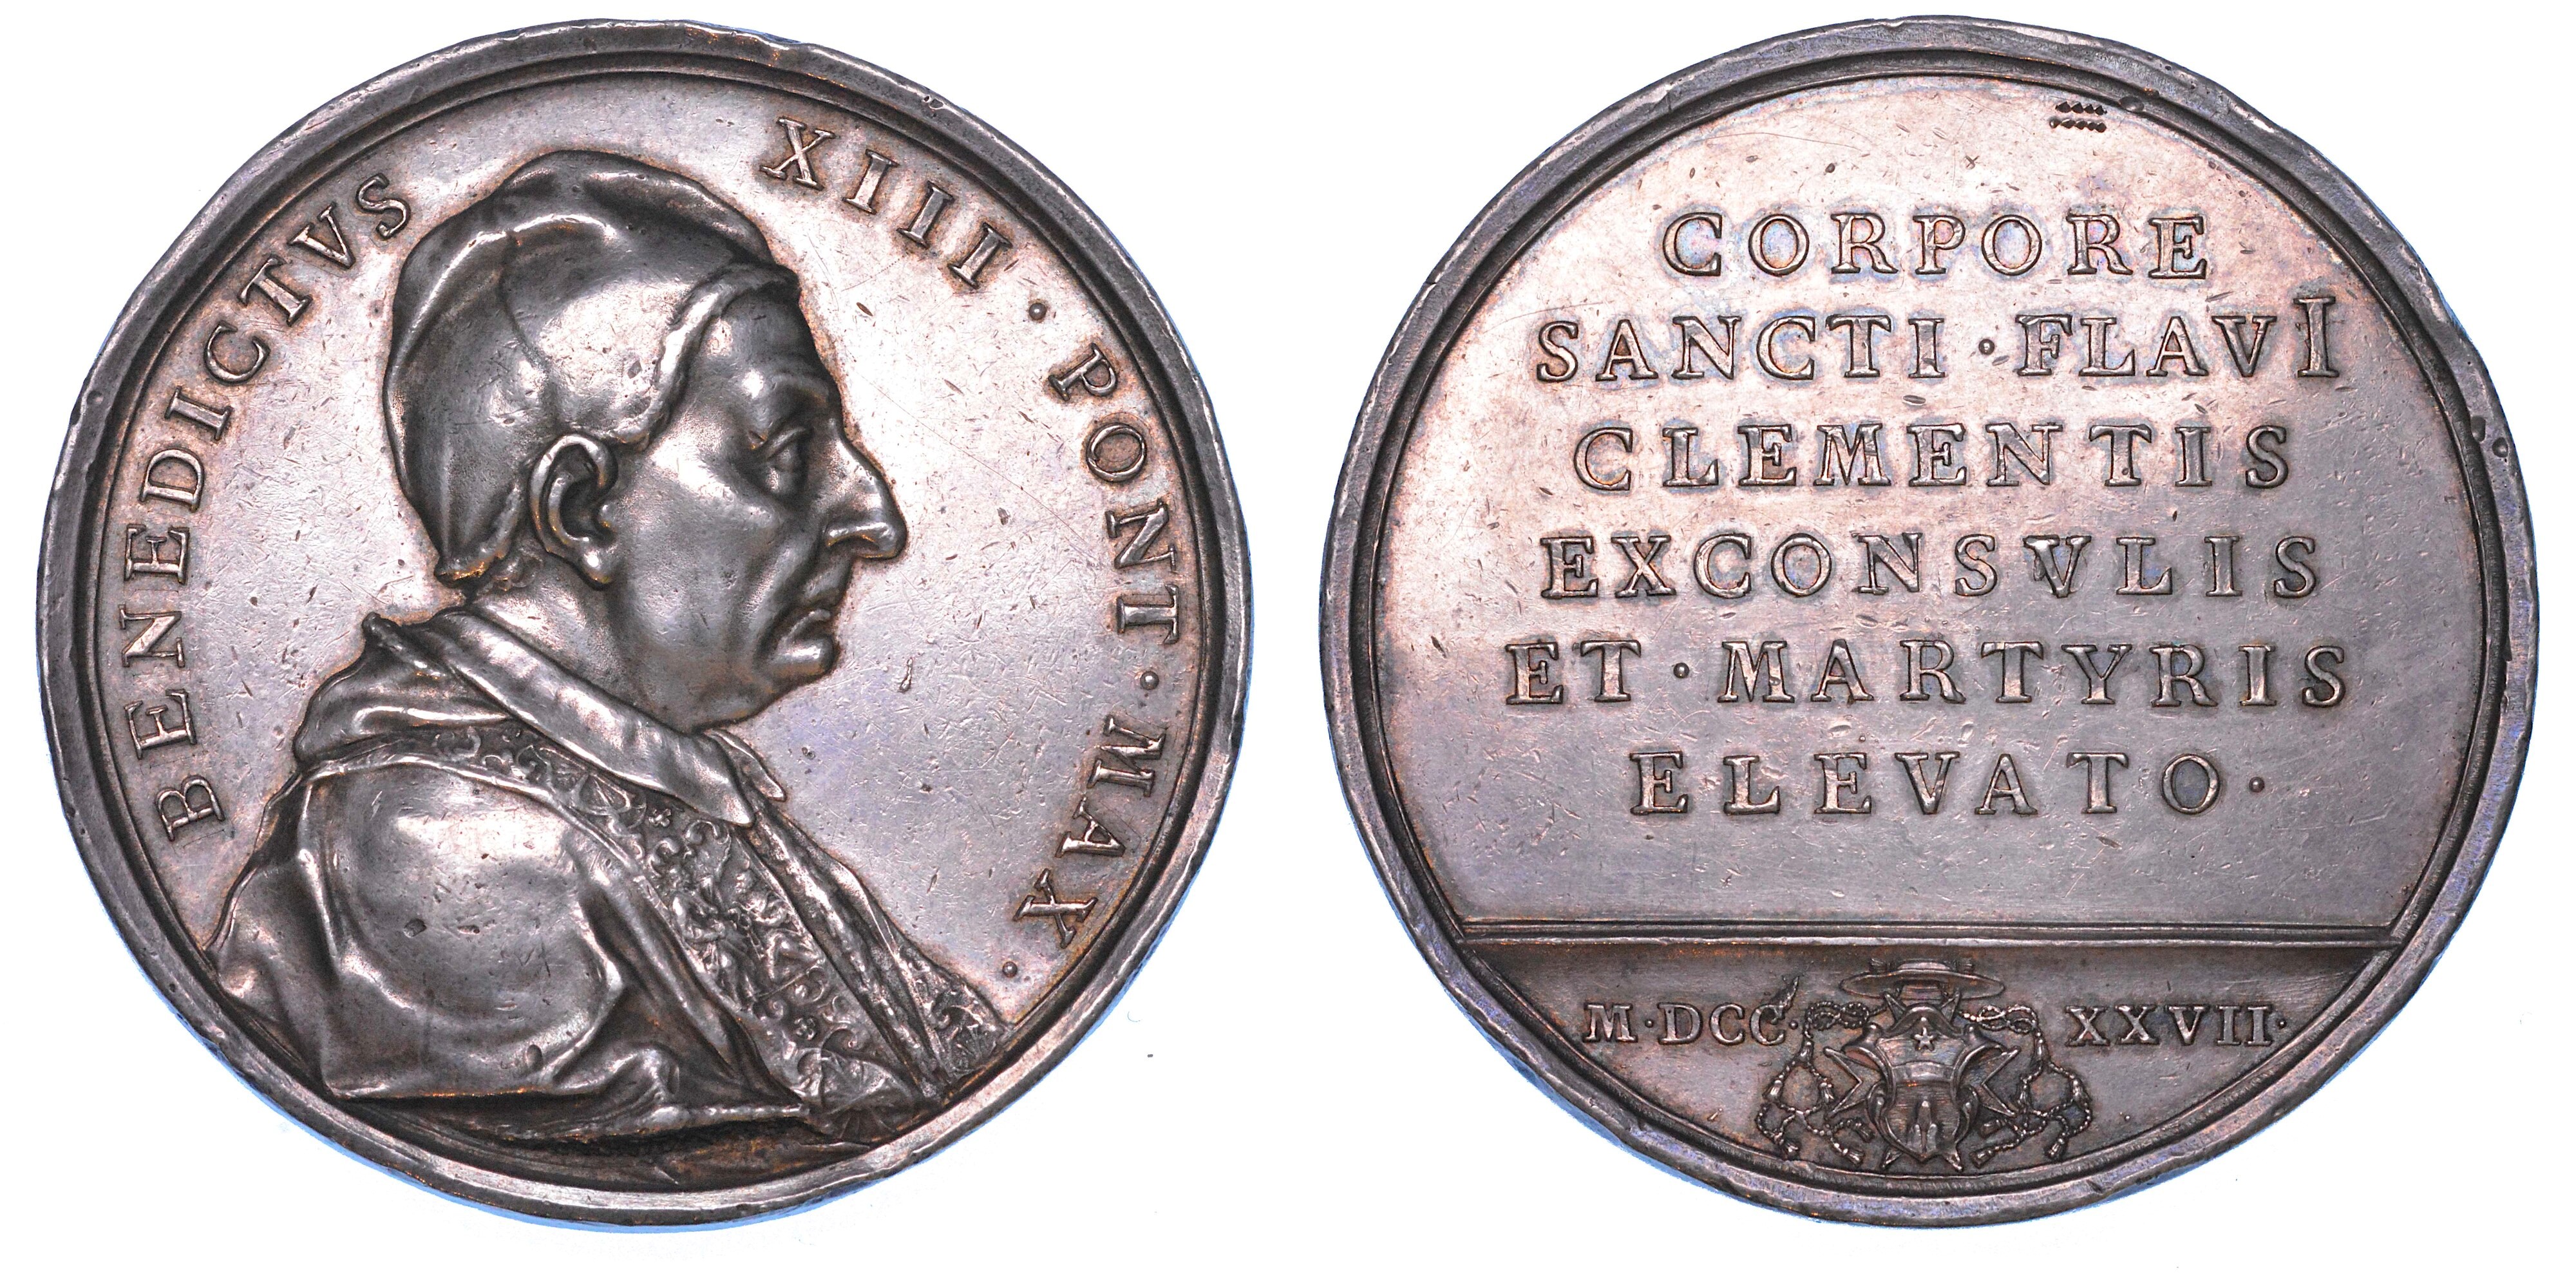 BENEDICTVS XIII · PONT · MAX ·
CORPORE
SANCTI · FLAVI
CLEMENTIS
EXCONSVLIS
ET · MARTYRIS
ELEVATO ·
M · DCC · XXVII ·